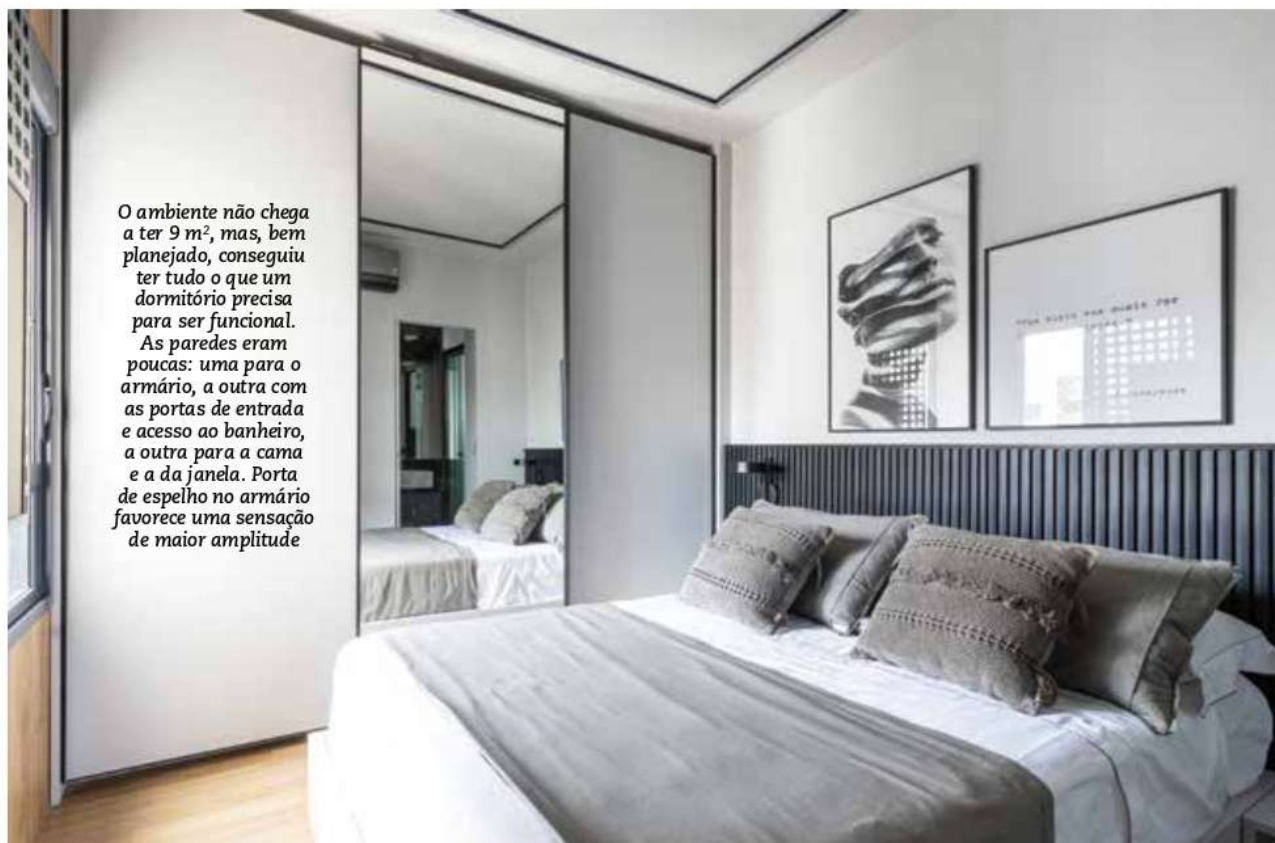 O ambiente não chega
a ter 9 m², mas, bem
planejado, conseguiu
ter tudo o que um
dormitório precisa
para ser funcional.
As paredes eram
poucas: uma para o
armário, a outra com
as portas de entrada
e acesso ao banheiro,
a outra para a cama
e a da janela. Porta
de espelho no armário
favorece uma sensação
de maior amplitude